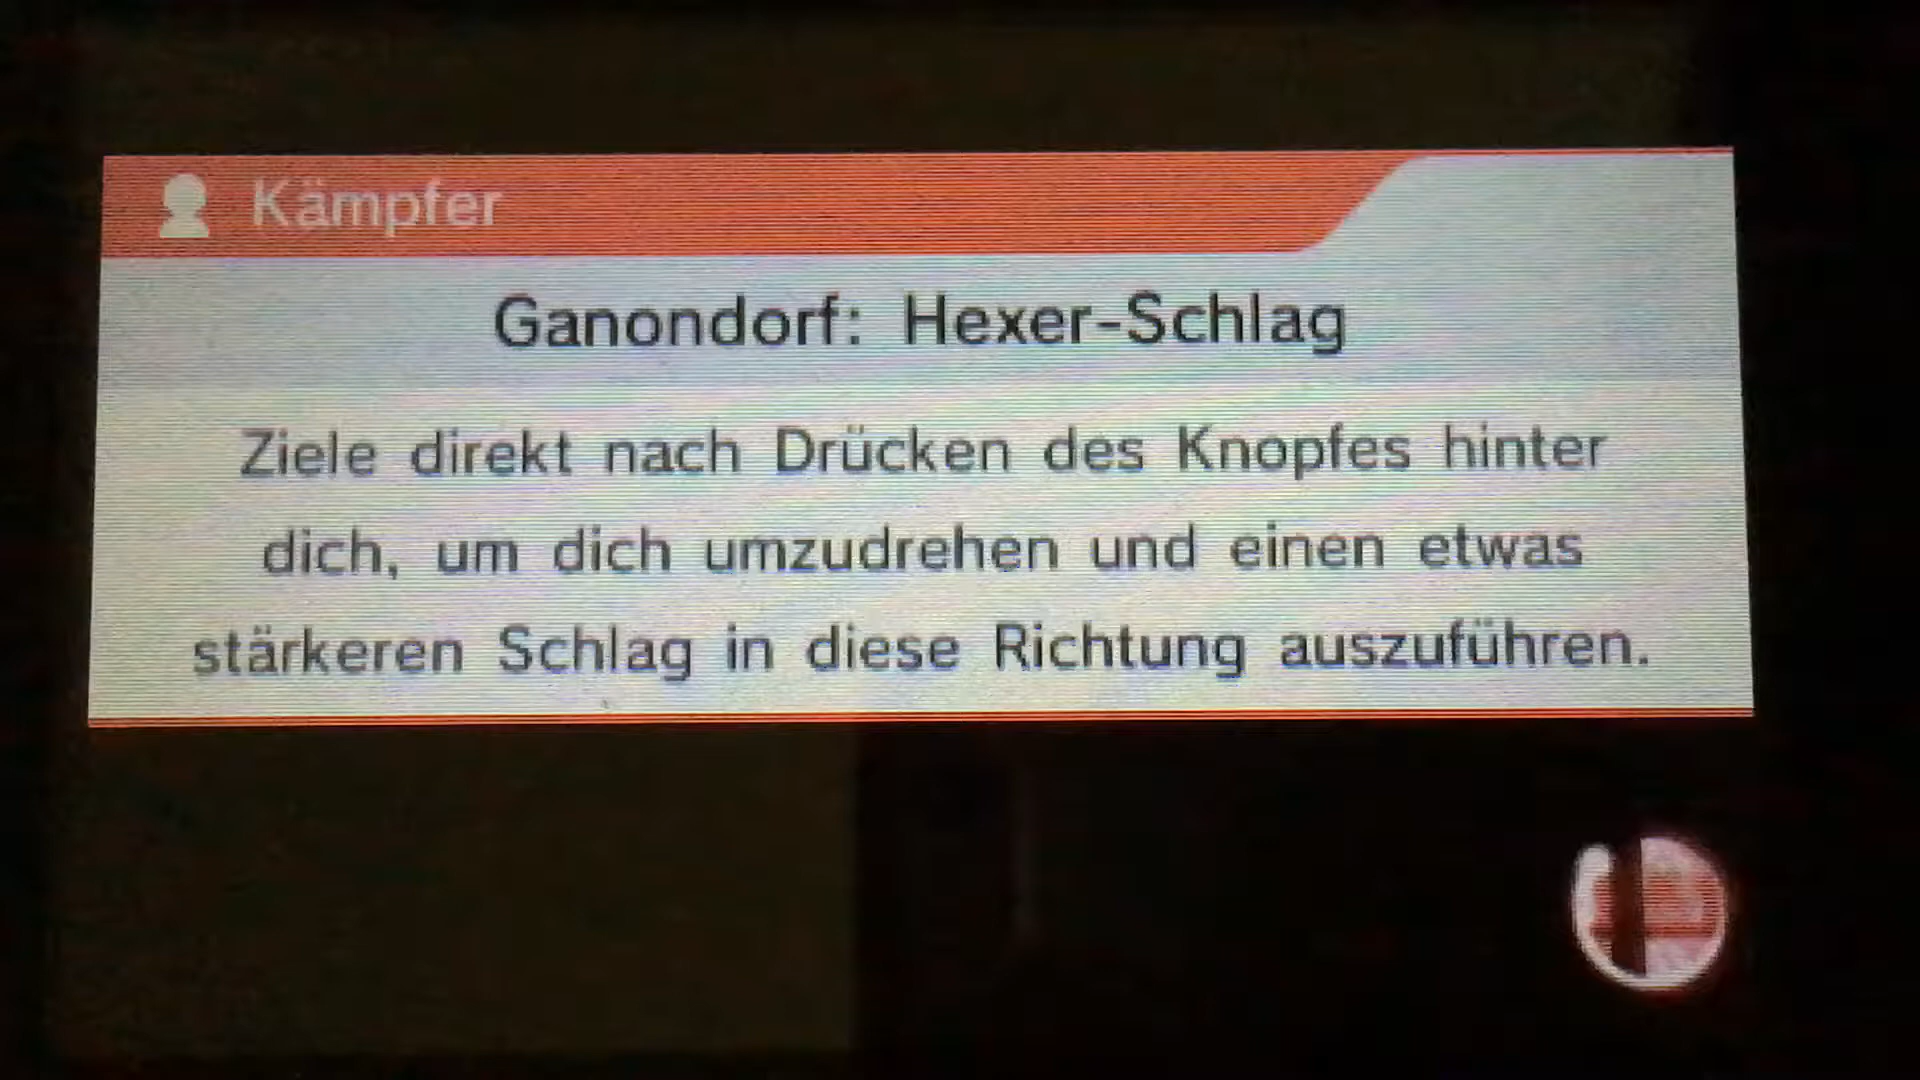 Kämpfer
Ganondorf: Hexer-Schlag
Ziele direkt nach Drücken des Knopfes hinter
dich, um dich umzudrehen und einen etwas
stärkeren Schlag in diese Richtung auszuführen.